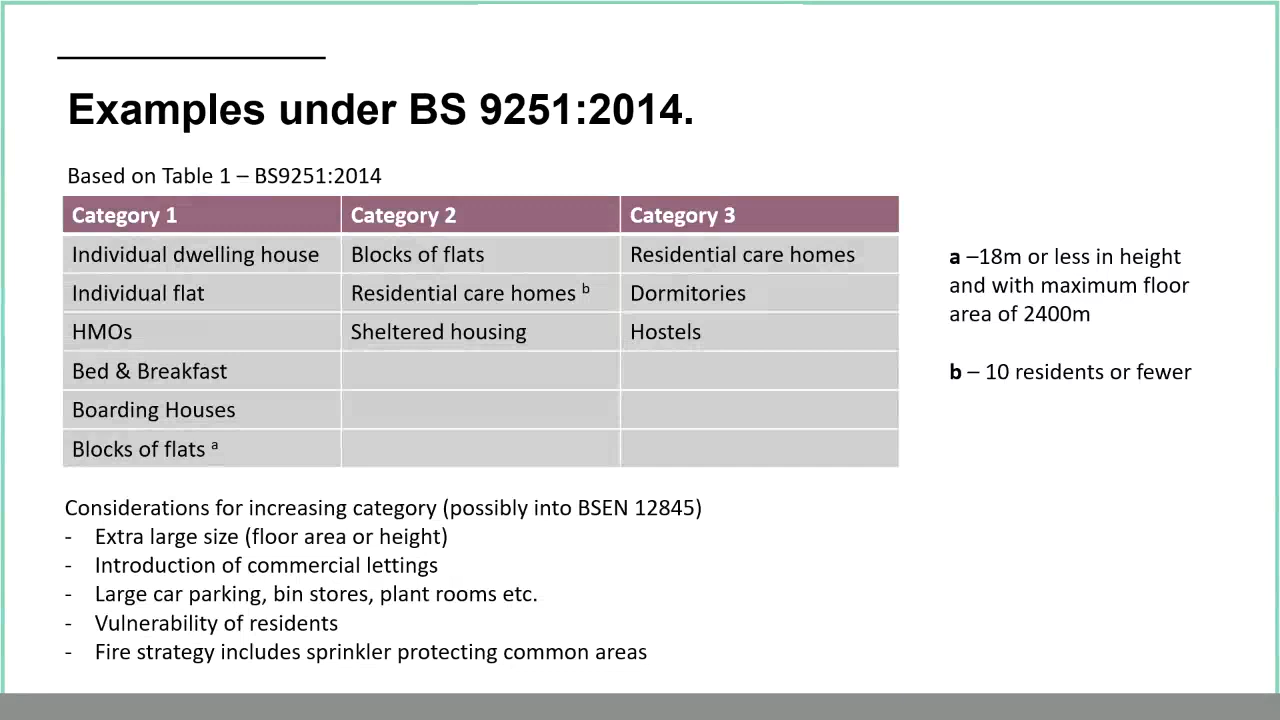 Examples under BS 9251:2014.
Based on Table 1 – BS9251:2014
Category 1 Category 2 Category 3
Individual dwelling house Blocks of flats Residential care homes
Individual flat Residential care homes ᵇ Dormitories
HMOs Sheltered housing Hostels
Bed & Breakfast
Boarding Houses
Blocks of flats ᵃ
a –18m or less in height
and with maximum floor
area of 2400m
b – 10 residents or fewer
Considerations for increasing category (possibly into BSEN 12845)
- Extra large size (floor area or height)
- Introduction of commercial lettings
- Large car parking, bin stores, plant rooms etc.
- Vulnerability of residents
- Fire strategy includes sprinkler protecting common areas